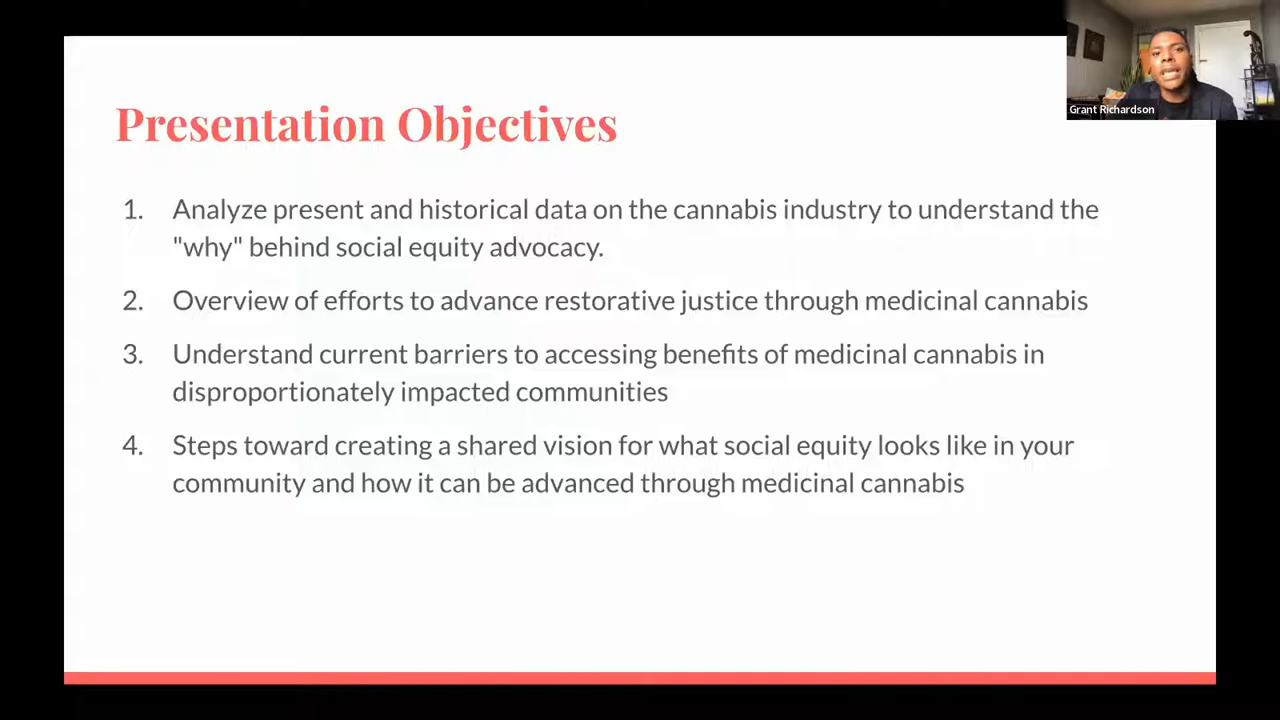 Presentation Objectives
1. Analyze present and historical data on the cannabis industry to understand the
"why" behind social equity advocacy.
2. Overview of efforts to advance restorative justice through medicinal cannabis
3. Understand current barriers to accessing benefits of medicinal cannabis in
disproportionately impacted communities
4. Steps toward creating a shared vision for what social equity looks like in your
community and how it can be advanced through medicinal cannabis
Grant Richardson